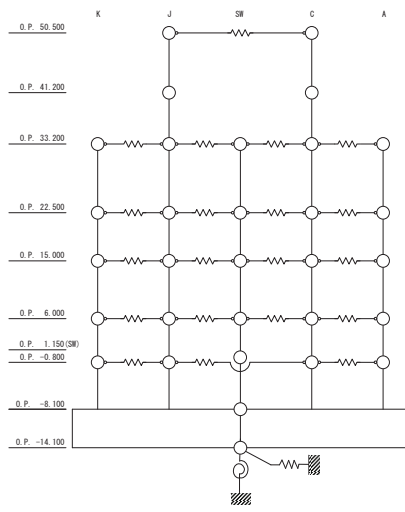 K J SW C A
O.P. 50.500
O.P. 41.200
O.P. 33.200
O.P. 22.500
O.P. 15.000
O.P. 6.000
O.P. 1.150(SW)
O.P. -0.800
O.P. -8.100
O.P. -14.100